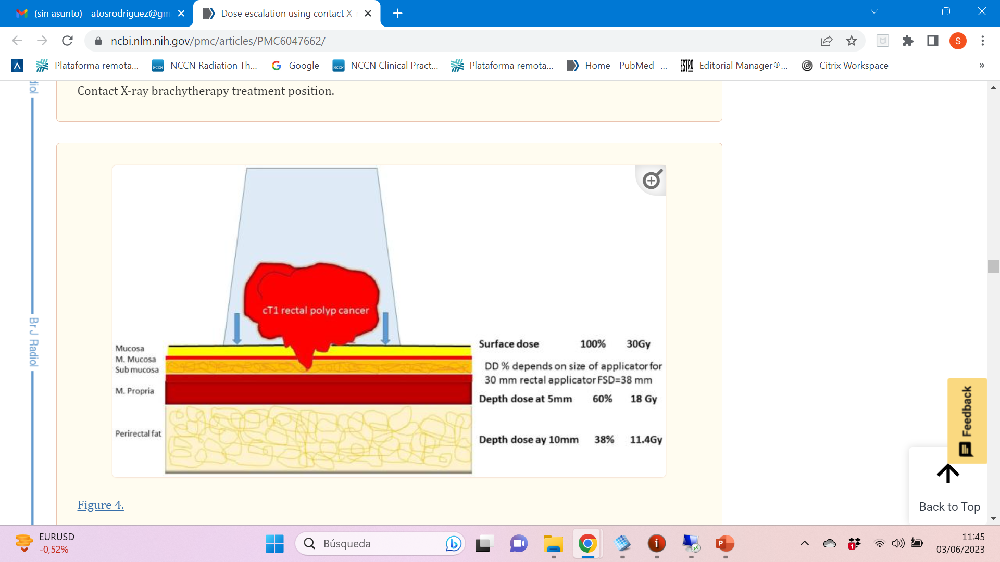 (sin asunto) - atosrodriguez@gm
Dose escalation using contact X-
ncbi.nlm.nih.gov/pmc/articles/PMC6047662/
S
Plataforma remota...
NCCN
NCCN Radiation Th...
Google
NCCN
NCCN Clinical Pract...
Plataforma remota...
Home - PubMed -...
ESTRO
Editorial Manager®...
Citrix Workspace
»
Contact X-ray brachytherapy treatment position.
Br J Radiol
cT1 rectal polyp cancer
Mucosa
M. Mucosa
Sub mucosa
M. Propria
Perirectal fat
Surface dose 100% 30Gy
DD % depends on size of applicator for
30 mm rectal applicator FSD=38 mm
Depth dose at 5mm 60% 18 Gy
Depth dose ay 10mm 38% 11.4Gy
Figure 4.
Feedback
Back to Top
EURUSD
-0,52%
Búsqueda
1
11:45
03/06/2023